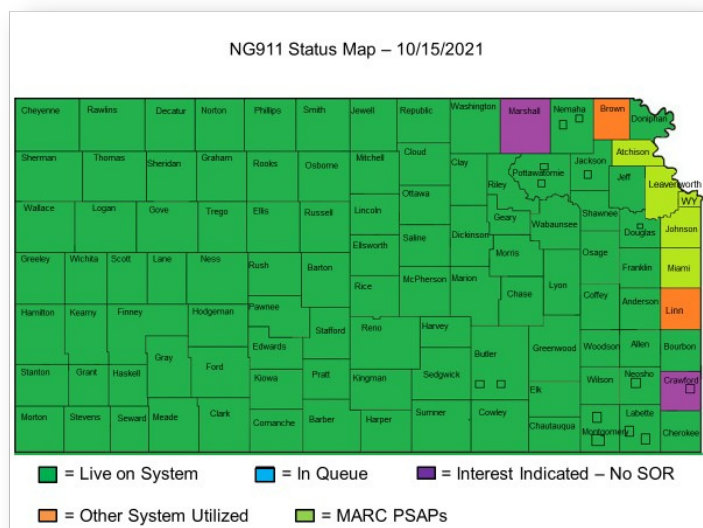 NG911 Status Map – 10/15/2021
Cheyenne Rawlins Decatur Norton Phillips Smith Jewell Republic Washington Marshall Nemaha Brown Doniphan
Atchison
Sherman Thomas Sheridan Graham Rooks Osborne Mitchell Cloud Clay Riley Pottawatomie Jackson Jeff Leavenworth
WY
Wallace Logan Gove Trego Ellis Russell Lincoln Ottawa Geary Wabaunsee Shawnee Douglas Johnson
Ellsworth Saline Dickinson Morris
Greeley Wichita Scott Lane Ness Rush Barton Rice McPherson Marion Chase Lyon Osage Franklin Miami
Hamilton Kearny Finney Hodgeman Pawnee Stafford Reno Harvey Coffey Anderson Linn
Edwards
Stanton Grant Haskell Gray Ford Kiowa Pratt Kingman Sedgwick Butler Greenwood Woodson Allen Bourbon
Elk Wilson Neosho Crawford
Morton Stevens Seward Meade Clark Comanche Barber Harper Sumner Cowley Chautauqua Montgomery Labette Cherokee
= Live on System = In Queue = Interest Indicated – No SOR
= Other System Utilized = MARC PSAPs